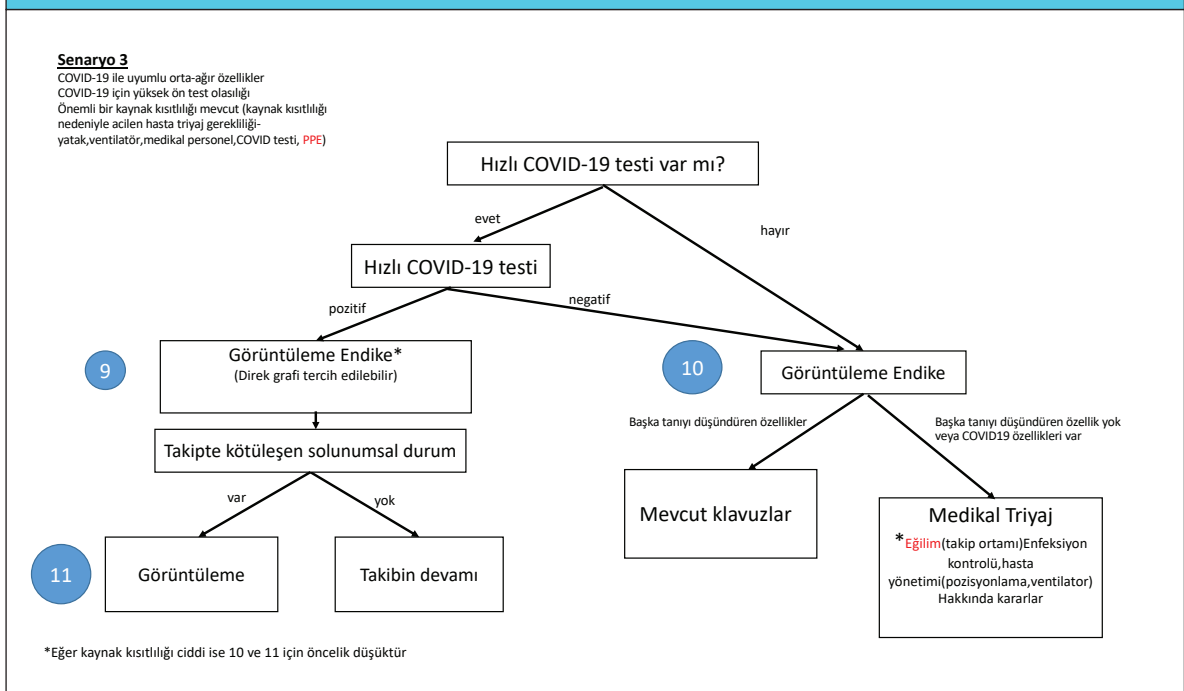 Senaryo 3
COVID-19 ile uyumlu orta-ağır özellikler
COVID-19 için yüksek ön test olasılığı
Önemli bir kaynak kısıtlılığı mevcut (kaynak kısıtlılığı
nedeniyle acilen hasta triyaj gerekliliği-
yatak,ventilatör,medikal personel,COVID testi, PPE)
Hızlı COVID-19 testi var mı?
evet
hayır
Hızlı COVID-19 testi
pozitif
negatif
9
Görüntüleme Endike*
(Direk grafi tercih edilebilir)
10
Görüntüleme Endike
Takipte kötüleşen solunumsal durum
Başka tanıyı düşündüren özellikler
Başka tanıyı düşündüren özellik yok
veya COVID19 özellikleri var
var
yok
Mevcut klavuzlar
Medikal Triyaj
*Eğilim(takip ortamı)Enfeksiyon
kontrolü,hasta
yönetimi(pozisyonlama,ventilator)
Hakkında kararlar
11
Görüntüleme
Takibin devamı
*Eğer kaynak kısıtlılığı ciddi ise 10 ve 11 için öncelik düşüktür